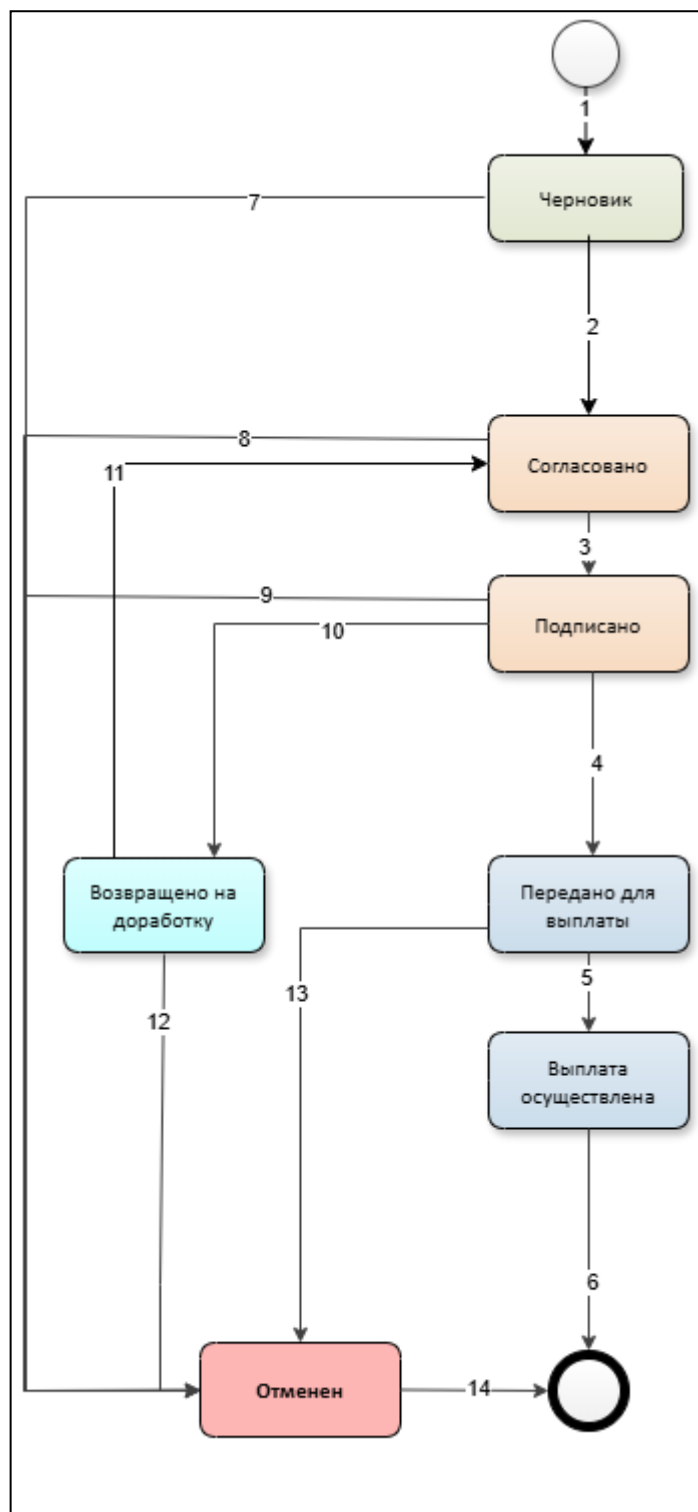 1
Черновик
7
2
8
Согласовано
11
3
9
Подписано
10
4
Возвращено на
доработку
Передано для
выплаты
5
13
12
Выплата
осуществлена
6
Отменен
14